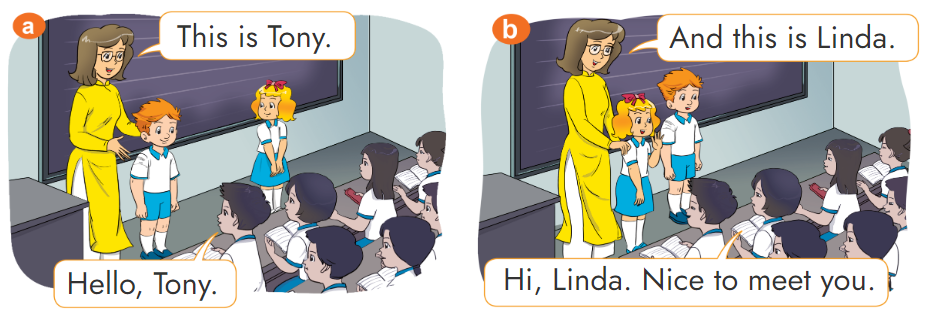 a
This is Tony.
Hello, Tony.
b
And this is Linda.
Hi, Linda. Nice to meet you.